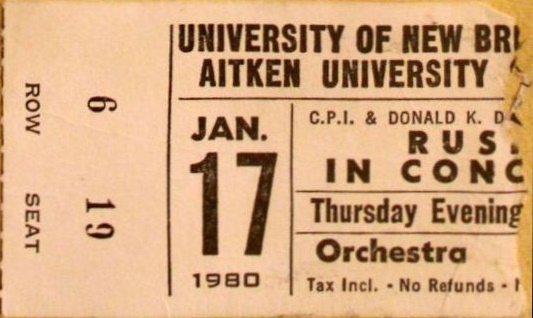 ROW 6
SEAT 19
UNIVERSITY OF NEW BRU
AITKEN UNIVERSITY
JAN.
17
1980
C.P.I. & DONALD K. D
RUS
IN CONC
Thursday Evening
Orchestra
Tax Incl. - No Refunds -